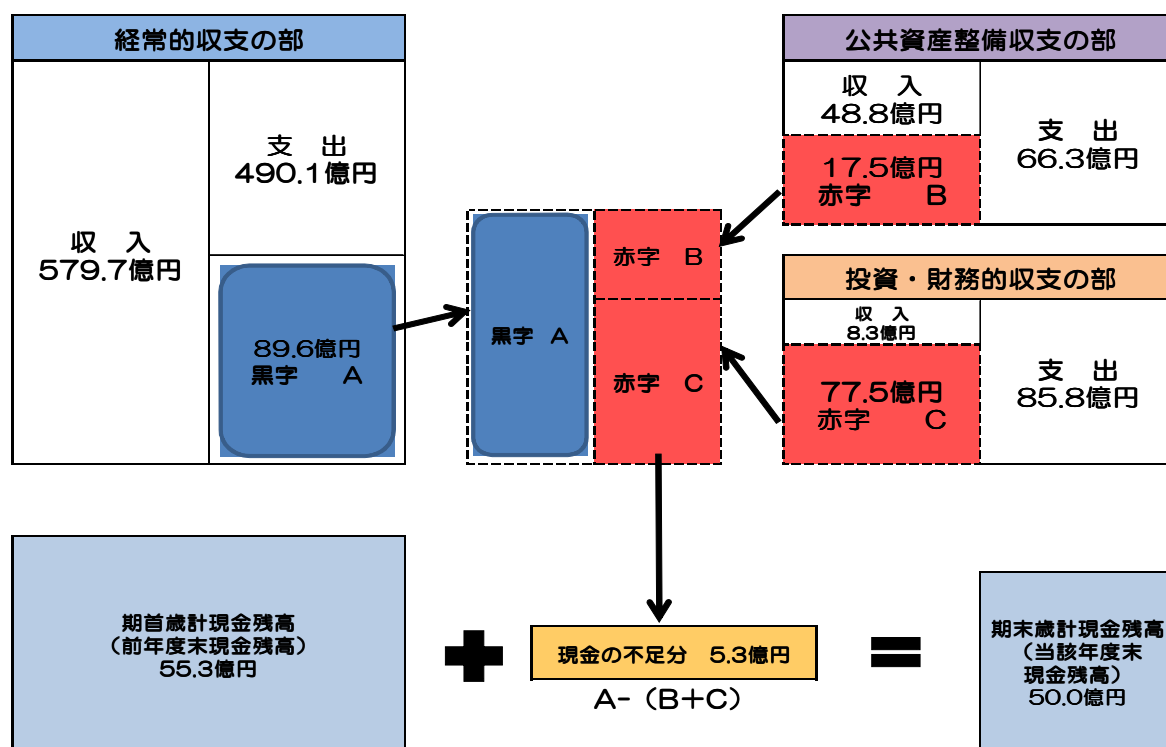 経常的収支の部
収　入
579.7億円
支　出
490.1億円
89.6億円
黒字　A
黒字　A
赤字　B
赤字　C
公共資産整備収支の部
収　入
48.8億円
17.5億円
赤字　B
支　出
66.3億円
投資・財務的収支の部
収　入
8.3億円
77.5億円
赤字　C
支　出
85.8億円
期首歳計現金残高
（前年度末現金残高）
55.3億円
＋
現金の不足分　5.3億円
A-（B＋C）
＝
期末歳計現金残高
（当該年度末
現金残高）
50.0億円